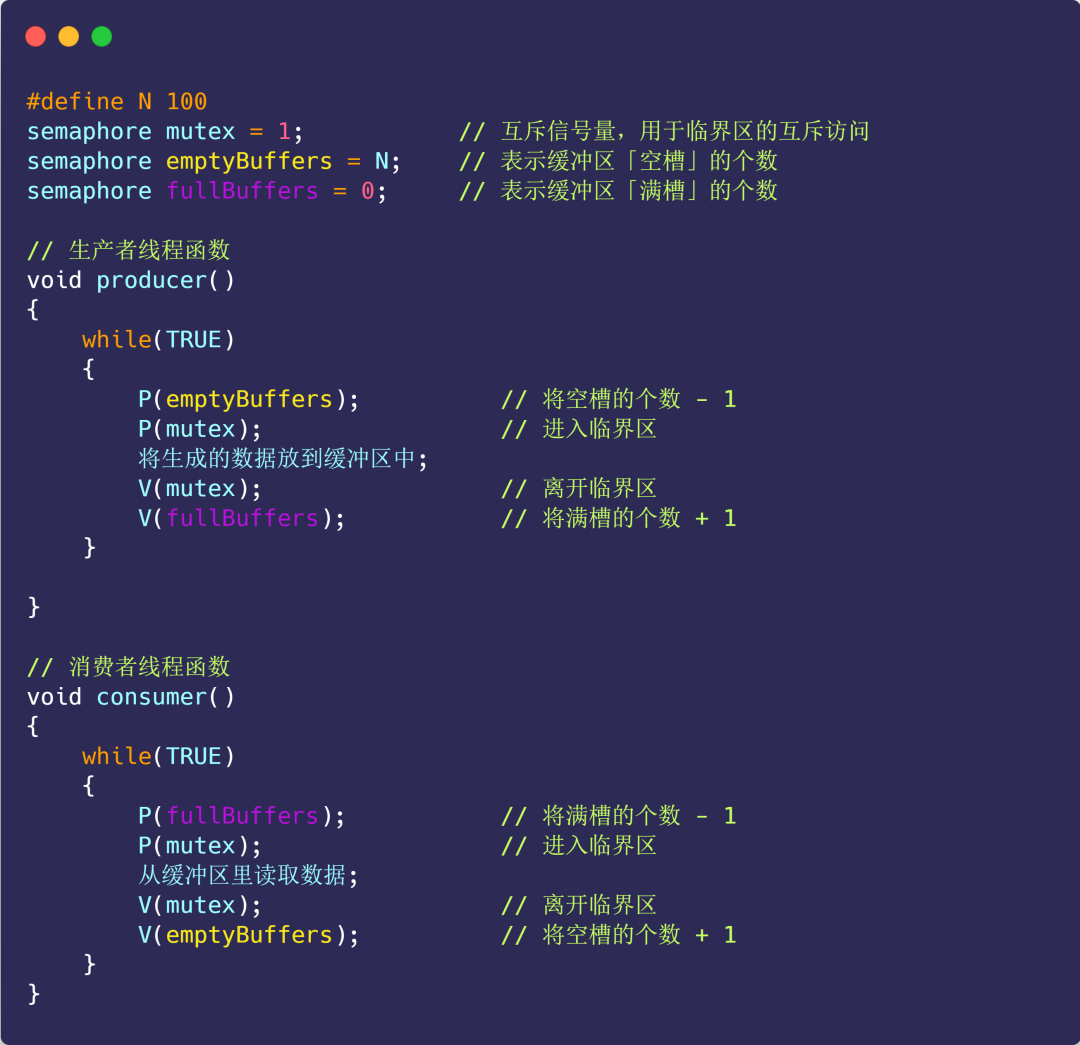 #define N 100
semaphore mutex = 1; // 互斥信号量，用于临界区的互斥访问
semaphore emptyBuffers = N; // 表示缓冲区「空槽」的个数
semaphore fullBuffers = 0; // 表示缓冲区「满槽」的个数
// 生产者线程函数
void producer()
{
while(TRUE)
{
P(emptyBuffers); // 将空槽的个数 - 1
P(mutex); // 进入临界区
将生成的数据放到缓冲区中;
V(mutex); // 离开临界区
V(fullBuffers); // 将满槽的个数 + 1
}
}
// 消费者线程函数
void consumer()
{
while(TRUE)
{
P(fullBuffers); // 将满槽的个数 - 1
P(mutex); // 进入临界区
从缓冲区里读取数据;
V(mutex); // 离开临界区
V(emptyBuffers); // 将空槽的个数 + 1
}
}